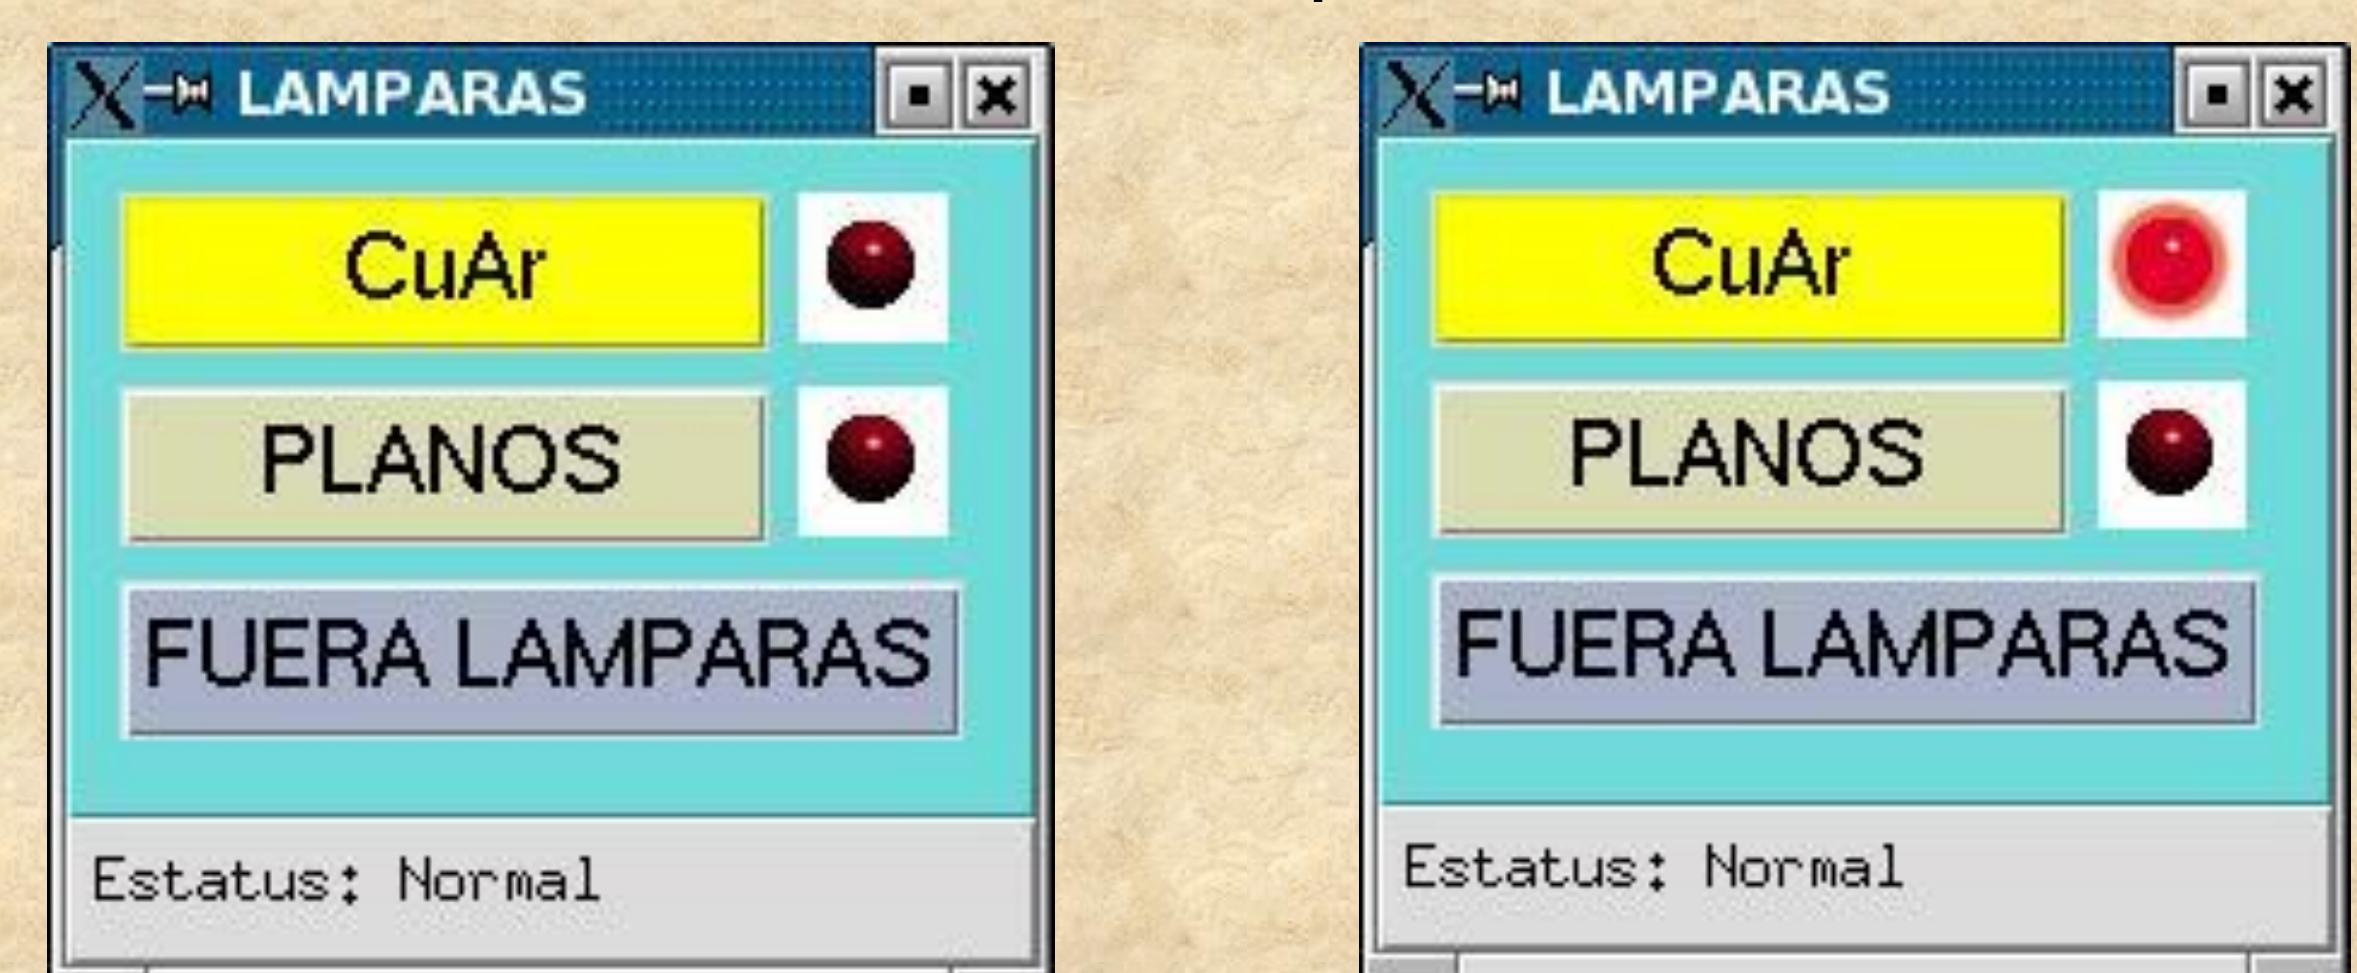 LAMPARAS
CuAr
PLANOS
FUERA LAMPARAS
Estatus: Normal
LAMPARAS
CuAr
PLANOS
FUERA LAMPARAS
Estatus: Normal